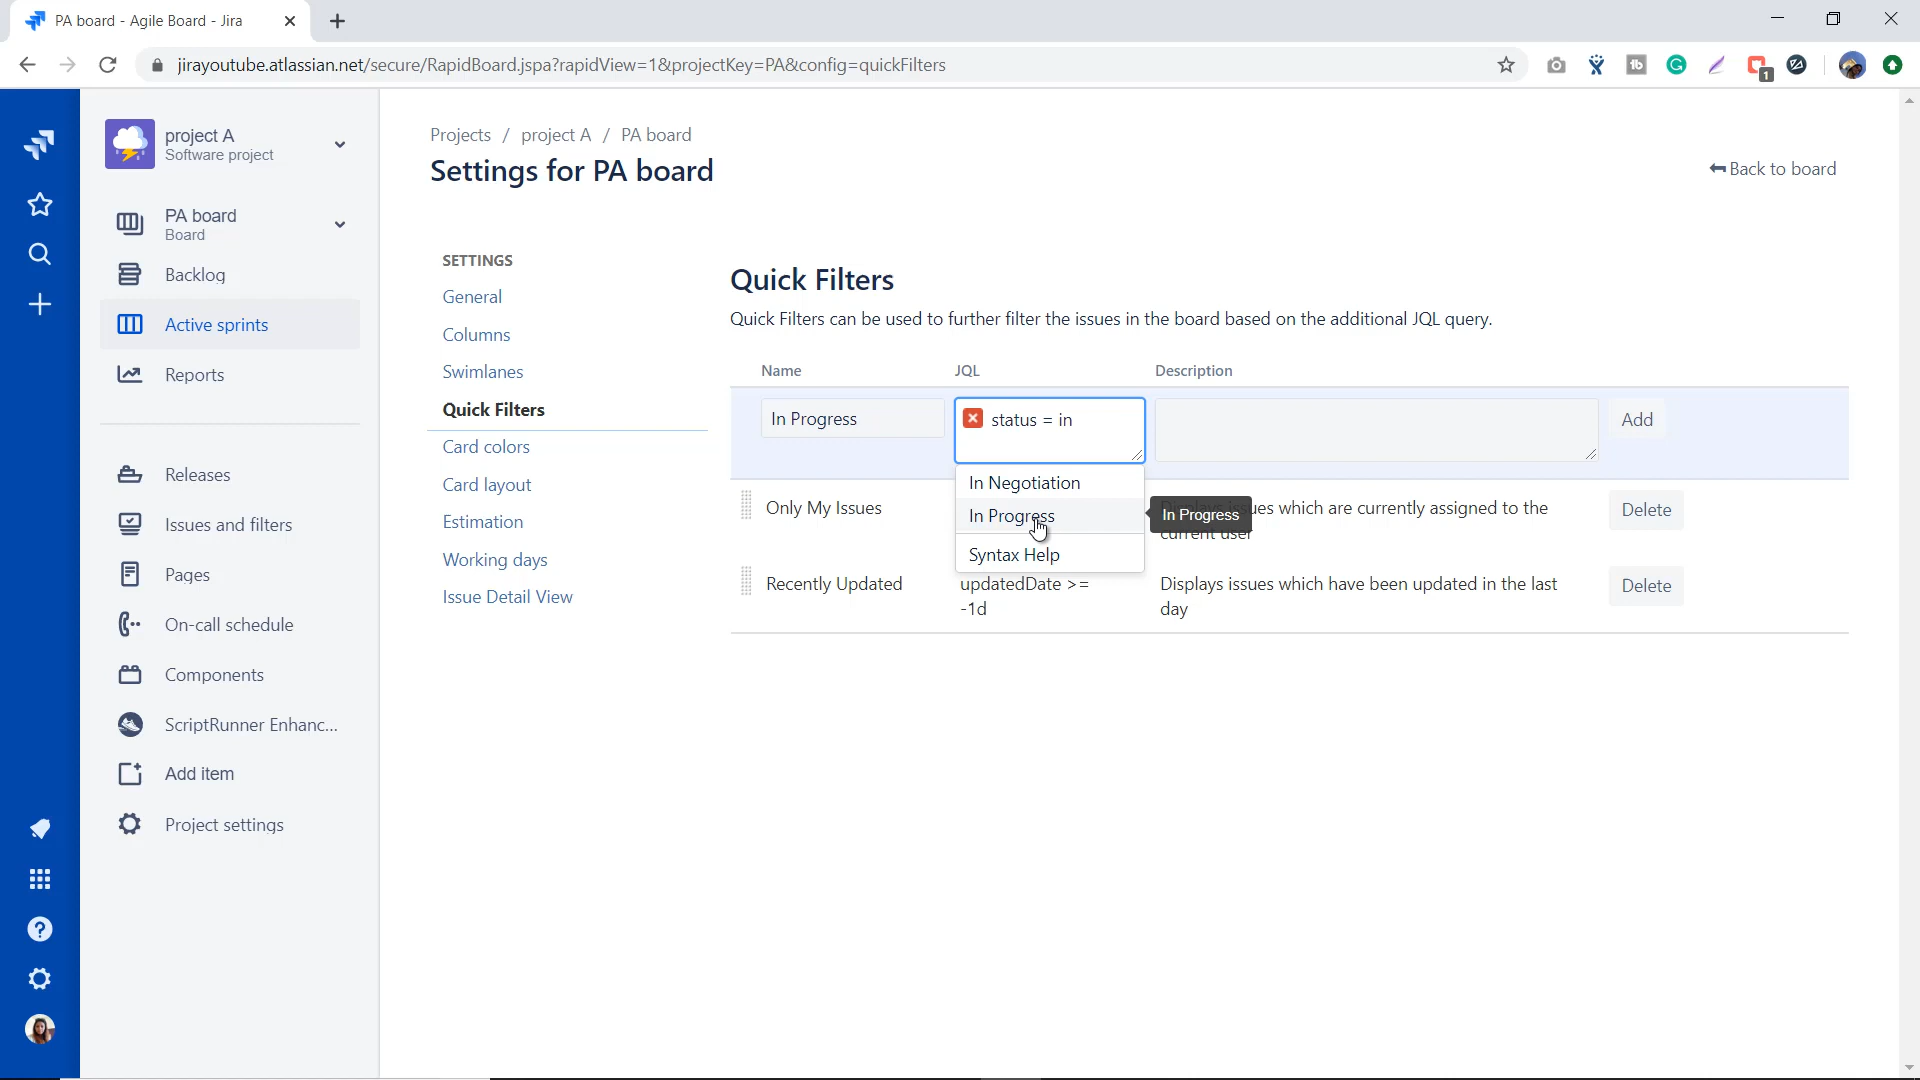 PA board - Agile Board - Jira
jirayoutube.atlassian.net/secure/RapidBoard.jspa?rapidView=1&projectKey=PA&config=quickFilters
1
project A
Software project
PA board
Board
Backlog
Active sprints
Reports
Releases
Issues and filters
Pages
On-call schedule
Components
ScriptRunner Enhanc...
Add item
Project settings
Projects / project A / PA board
Settings for PA board
Back to board
SETTINGS
General
Columns
Swimlanes
Quick Filters
Card colors
Card layout
Estimation
Working days
Issue Detail View
Quick Filters
Quick Filters can be used to further filter the issues in the board based on the additional JQL query.
Name JQL Description
In Progress status = in Add
In Negotiation
In Progress
Syntax Help
In Progress
Only My Issues which are currently assigned to the Delete
Recently Updated updatedDate >= Displays issues which have been updated in the last Delete
-1d day